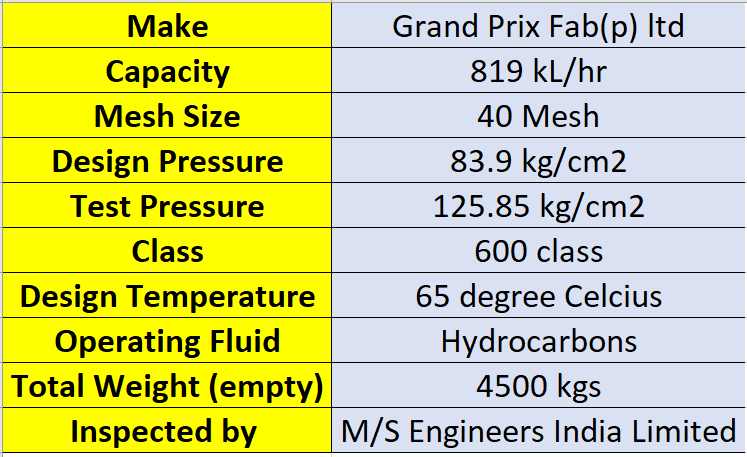 Make Grand Prix Fab(p) ltd
Capacity 819 kL/hr
Mesh Size 40 Mesh
Design Pressure 83.9 kg/cm2
Test Pressure 125.85 kg/cm2
Class 600 class
Design Temperature 65 degree Celcius
Operating Fluid Hydrocarbons
Total Weight (empty) 4500 kgs
Inspected by M/S Engineers India Limited